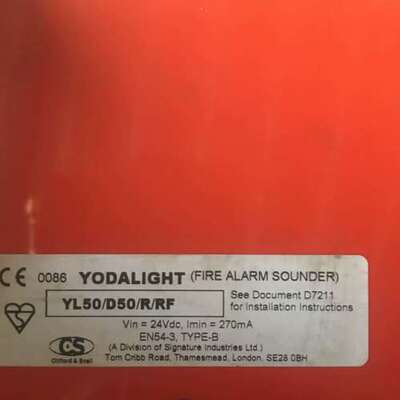 CE 0086 YODALIGHT (FIRE ALARM SOUNDER)
YL50/D50/R/RF
See Document D7211
for Installation Instructions
Vin = 24Vdc, Imin = 270mA
EN54-3, TYPE-B
(A Division of Signature Industries Ltd.)
Tom Cribb Road, Thamesmead, London. SE28 0BH
CS
Clifford & Snell